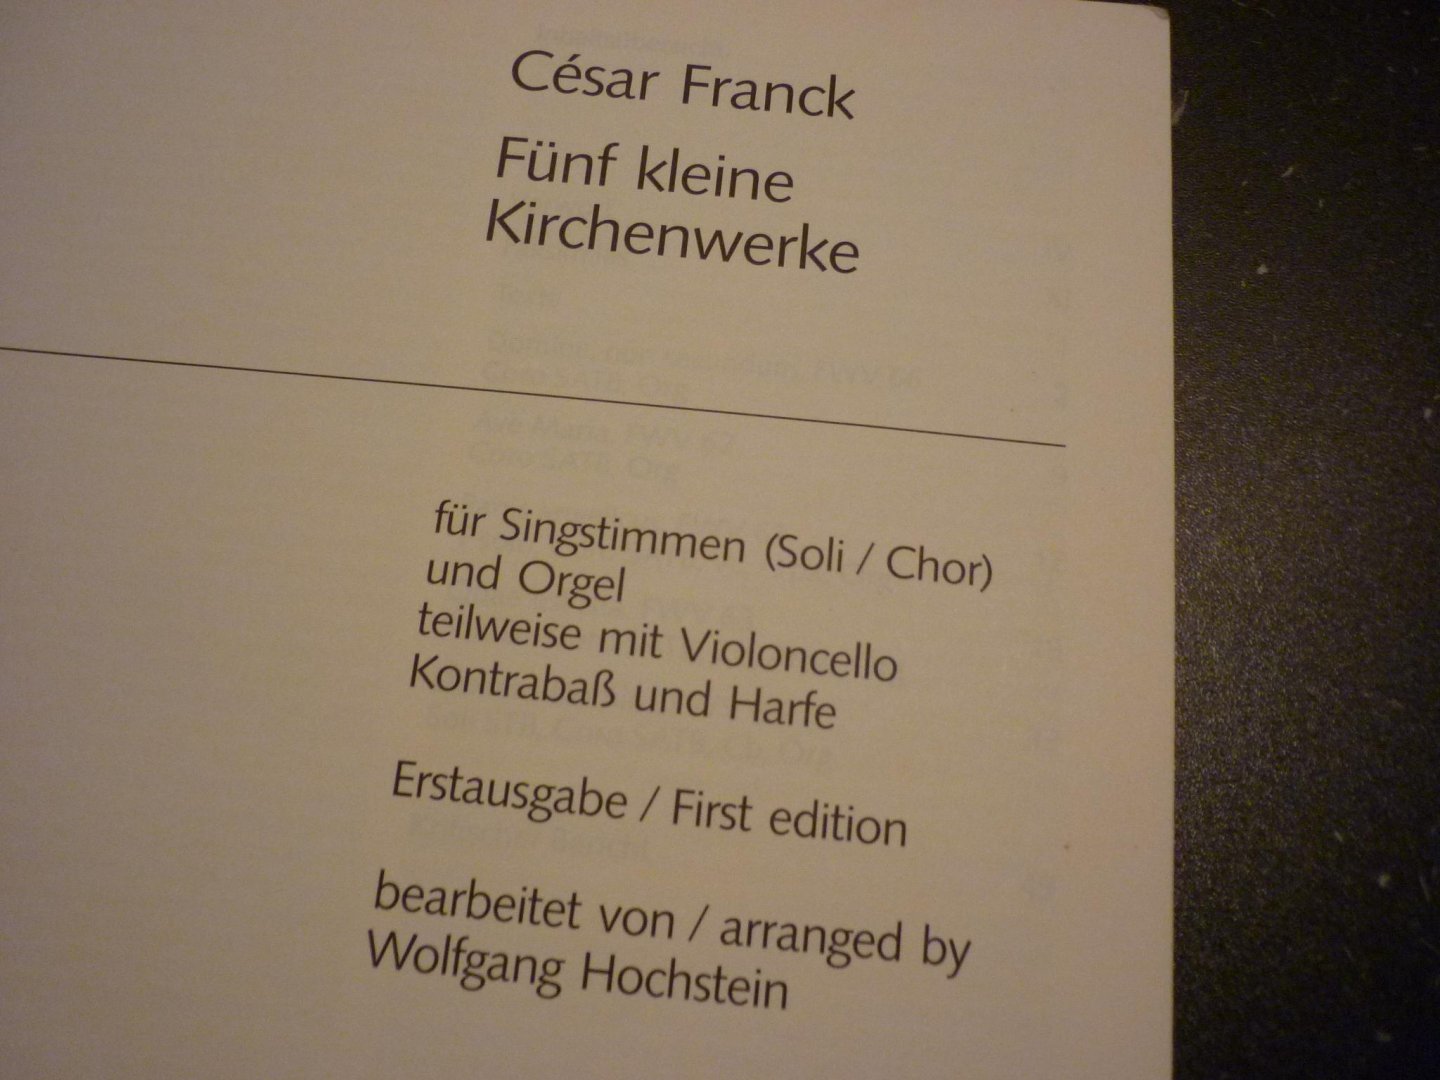 César Franck
Fünf kleine
Kirchenwerke
für Singstimmen (Soli / Chor)
und Orgel
teilweise mit Violoncello
Kontrabaß und Harfe
Erstausgabe / First edition
bearbeitet von / arranged by
Wolfgang Hochstein